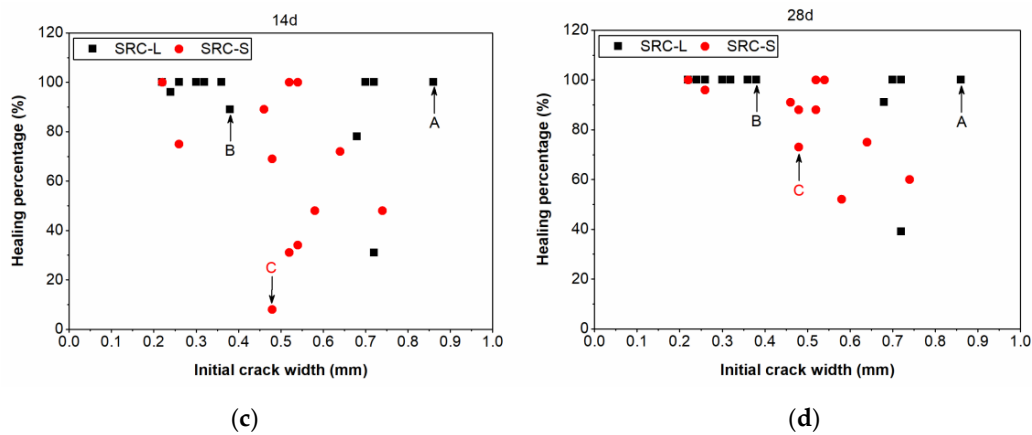 14d
SRC-L SRC-S
Healing percentage (%)
120
100
80
60
40
20
0
A
B
C
0.0 0.1 0.2 0.3 0.4 0.5 0.6 0.7 0.8 0.9 1.0
Initial crack width (mm)
(c)
28d
SRC-L SRC-S
Healing percentage (%)
120
100
80
60
40
20
0
A
B
C
0.0 0.1 0.2 0.3 0.4 0.5 0.6 0.7 0.8 0.9 1.0
Initial crack width (mm)
(d)